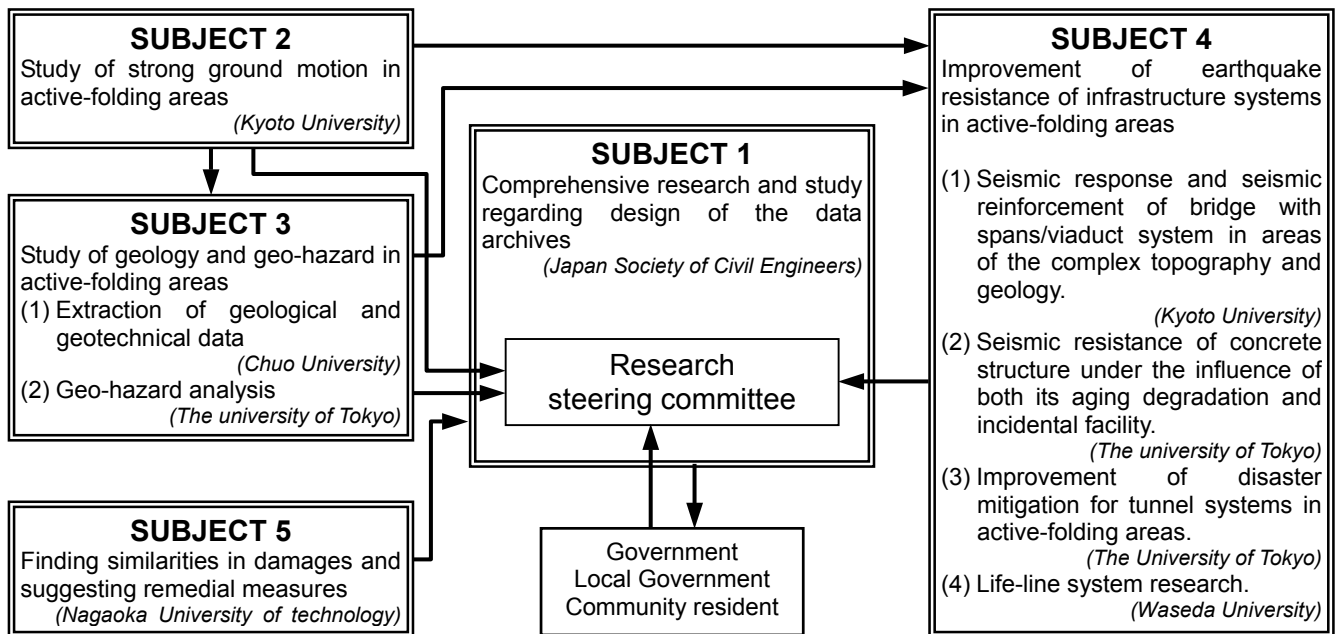 SUBJECT 2
Study of strong ground motion in
active-folding areas
(Kyoto University)
SUBJECT 3
Study of geology and geo-hazard in
active-folding areas
(1) Extraction of geological and
geotechnical data
(Chuo University)
(2) Geo-hazard analysis
(The university of Tokyo)
SUBJECT 5
Finding similarities in damages and
suggesting remedial measures
(Nagaoka University of technology)
SUBJECT 1
Comprehensive research and study
regarding design of the data
archives
(Japan Society of Civil Engineers)
Research
steering committee
Government
Local Government
Community resident
SUBJECT 4
Improvement of earthquake
resistance of infrastructure systems
in active-folding areas
(1) Seismic response and seismic
reinforcement of bridge with
spans/viaduct system in areas
of the complex topography and
geology.
(Kyoto University)
(2) Seismic resistance of concrete
structure under the influence of
both its aging degradation and
incidental facility.
(The university of Tokyo)
(3) Improvement of disaster
mitigation for tunnel systems in
active-folding areas.
(The University of Tokyo)
(4) Life-line system research.
(Waseda University)